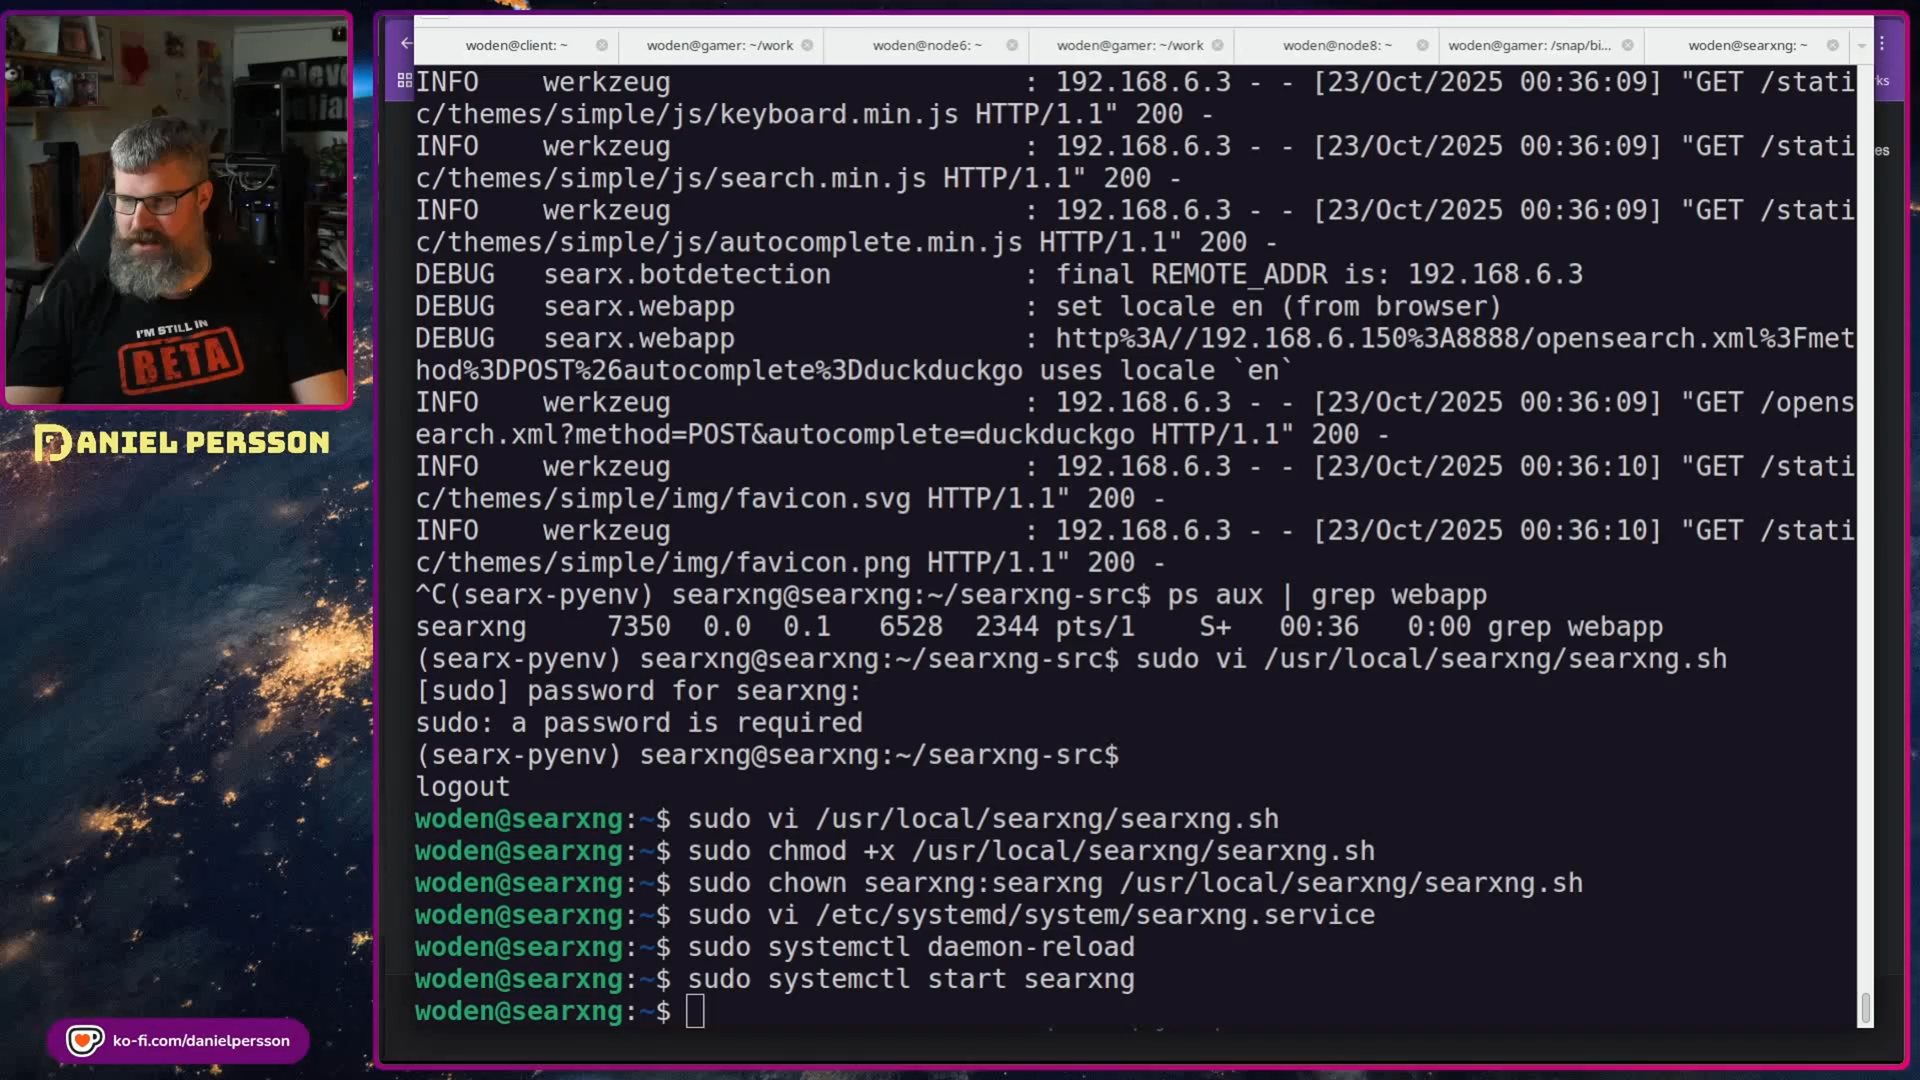 woden@client: ~
woden@gamer: ~/work
woden@node6: ~
woden@gamer: ~/work
woden@node8: ~
woden@gamer: /snap/bi...
woden@searxng: ~
ks
es
INFO    werkzeug                      : 192.168.6.3 - - [23/Oct/2025 00:36:09] "GET /stati
c/themes/simple/js/keyboard.min.js HTTP/1.1" 200 -
INFO    werkzeug                      : 192.168.6.3 - - [23/Oct/2025 00:36:09] "GET /stati
c/themes/simple/js/search.min.js HTTP/1.1" 200 -
INFO    werkzeug                      : 192.168.6.3 - - [23/Oct/2025 00:36:09] "GET /stati
c/themes/simple/js/autocomplete.min.js HTTP/1.1" 200 -
DEBUG   searx.botdetection            : final REMOTE_ADDR is: 192.168.6.3
DEBUG   searx.webapp                  : set locale en (from browser)
DEBUG   searx.webapp                  : http%3A//192.168.6.150%3A8888/opensearch.xml%3Fmet
hod%3DPOST%26autocomplete%3Dduckduckgo uses locale `en`
INFO    werkzeug                      : 192.168.6.3 - - [23/Oct/2025 00:36:09] "GET /opens
earch.xml?method=POST&autocomplete=duckduckgo HTTP/1.1" 200 -
INFO    werkzeug                      : 192.168.6.3 - - [23/Oct/2025 00:36:10] "GET /stati
c/themes/simple/img/favicon.svg HTTP/1.1" 200 -
INFO    werkzeug                      : 192.168.6.3 - - [23/Oct/2025 00:36:10] "GET /stati
c/themes/simple/img/favicon.png HTTP/1.1" 200 -
^C(searx-pyenv) searxng@searxng:~/searxng-src$ ps aux | grep webapp
searxng     7350  0.0  0.1   6528  2344 pts/1    S+   00:36   0:00 grep webapp
(searx-pyenv) searxng@searxng:~/searxng-src$ sudo vi /usr/local/searxng/searxng.sh
[sudo] password for searxng:
sudo: a password is required
(searx-pyenv) searxng@searxng:~/searxng-src$
logout
woden@searxng:~$ sudo vi /usr/local/searxng/searxng.sh
woden@searxng:~$ sudo chmod +x /usr/local/searxng/searxng.sh
woden@searxng:~$ sudo chown searxng:searxng /usr/local/searxng/searxng.sh
woden@searxng:~$ sudo vi /etc/systemd/system/searxng.service
woden@searxng:~$ sudo systemctl daemon-reload
woden@searxng:~$ sudo systemctl start searxng
woden@searxng:~$
I'M STILL IN
BETA
DANIEL PERSSON
ko-fi.com/danielpersson